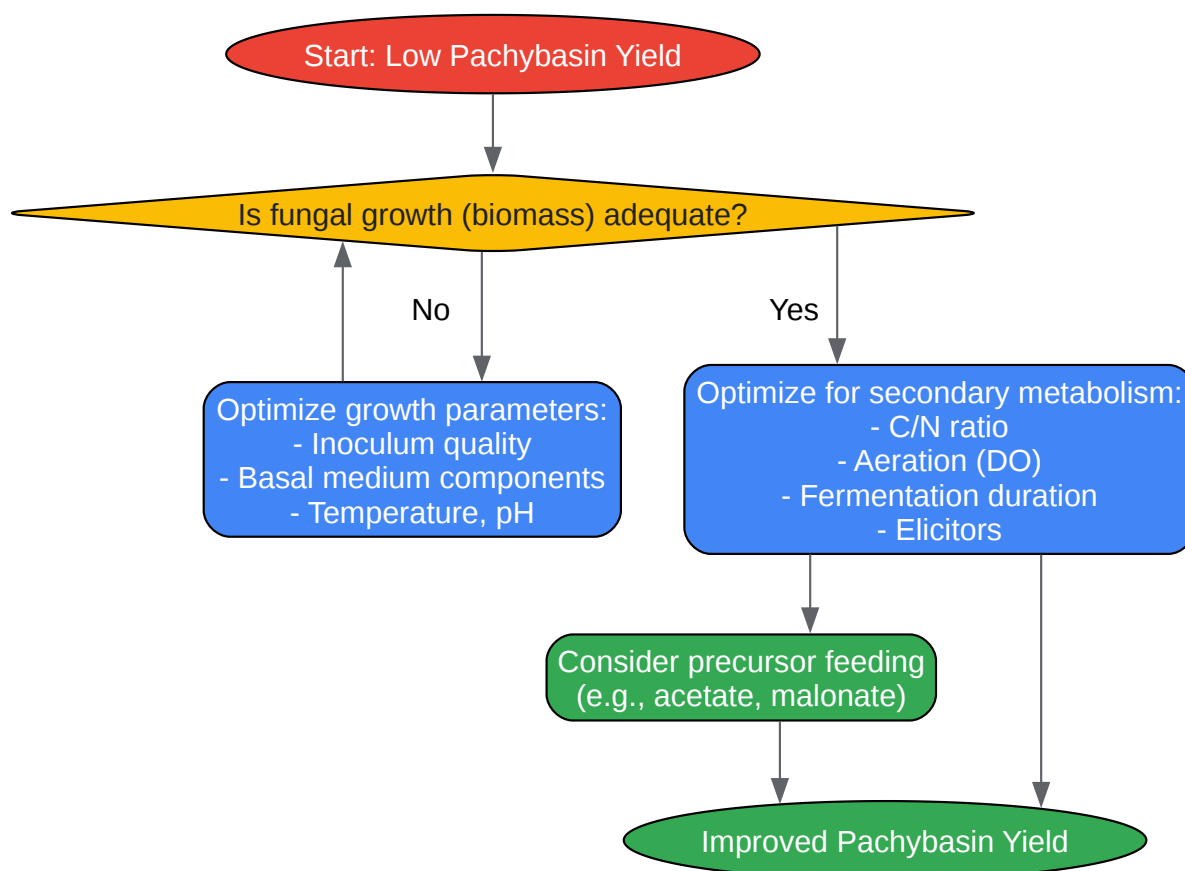 Start: Low Pachybasin Yield
Is fungal growth (biomass) adequate?
No
Yes
Optimize growth parameters:
- Inoculum quality
- Basal medium components
- Temperature, pH
Optimize for secondary metabolism:
- C/N ratio
- Aeration (DO)
- Fermentation duration
- Elicitors
Consider precursor feeding
(e.g., acetate, malonate)
Improved Pachybasin Yield